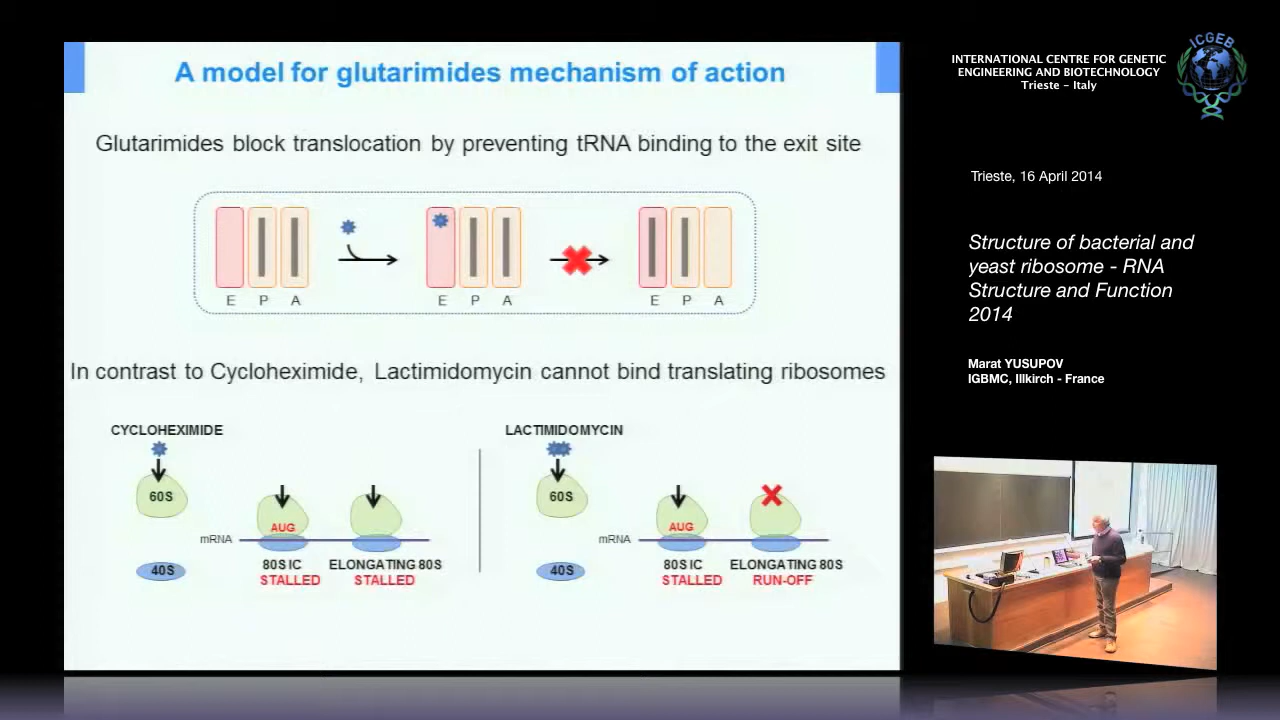 A model for glutarimides mechanism of action
Glutarimides block translocation by preventing tRNA binding to the exit site
E P A
E P A
E P A
In contrast to Cycloheximide, Lactimidomycin cannot bind translating ribosomes
CYCLOHEXIMIDE
60S
AUG
mRNA
40S
80S IC
STALLED
ELONGATING 80S
STALLED
LACTIMIDOMYCIN
60S
AUG
mRNA
40S
80S IC
STALLED
ELONGATING 80S
RUN-OFF
INTERNATIONAL CENTRE FOR GENETIC
ENGINEERING AND BIOTECHNOLOGY
Trieste - Italy
ICGEB
Trieste, 16 April 2014
Structure of bacterial and
yeast ribosome - RNA
Structure and Function
2014
Marat YUSUPOV
IGBMC, Illkirch - France